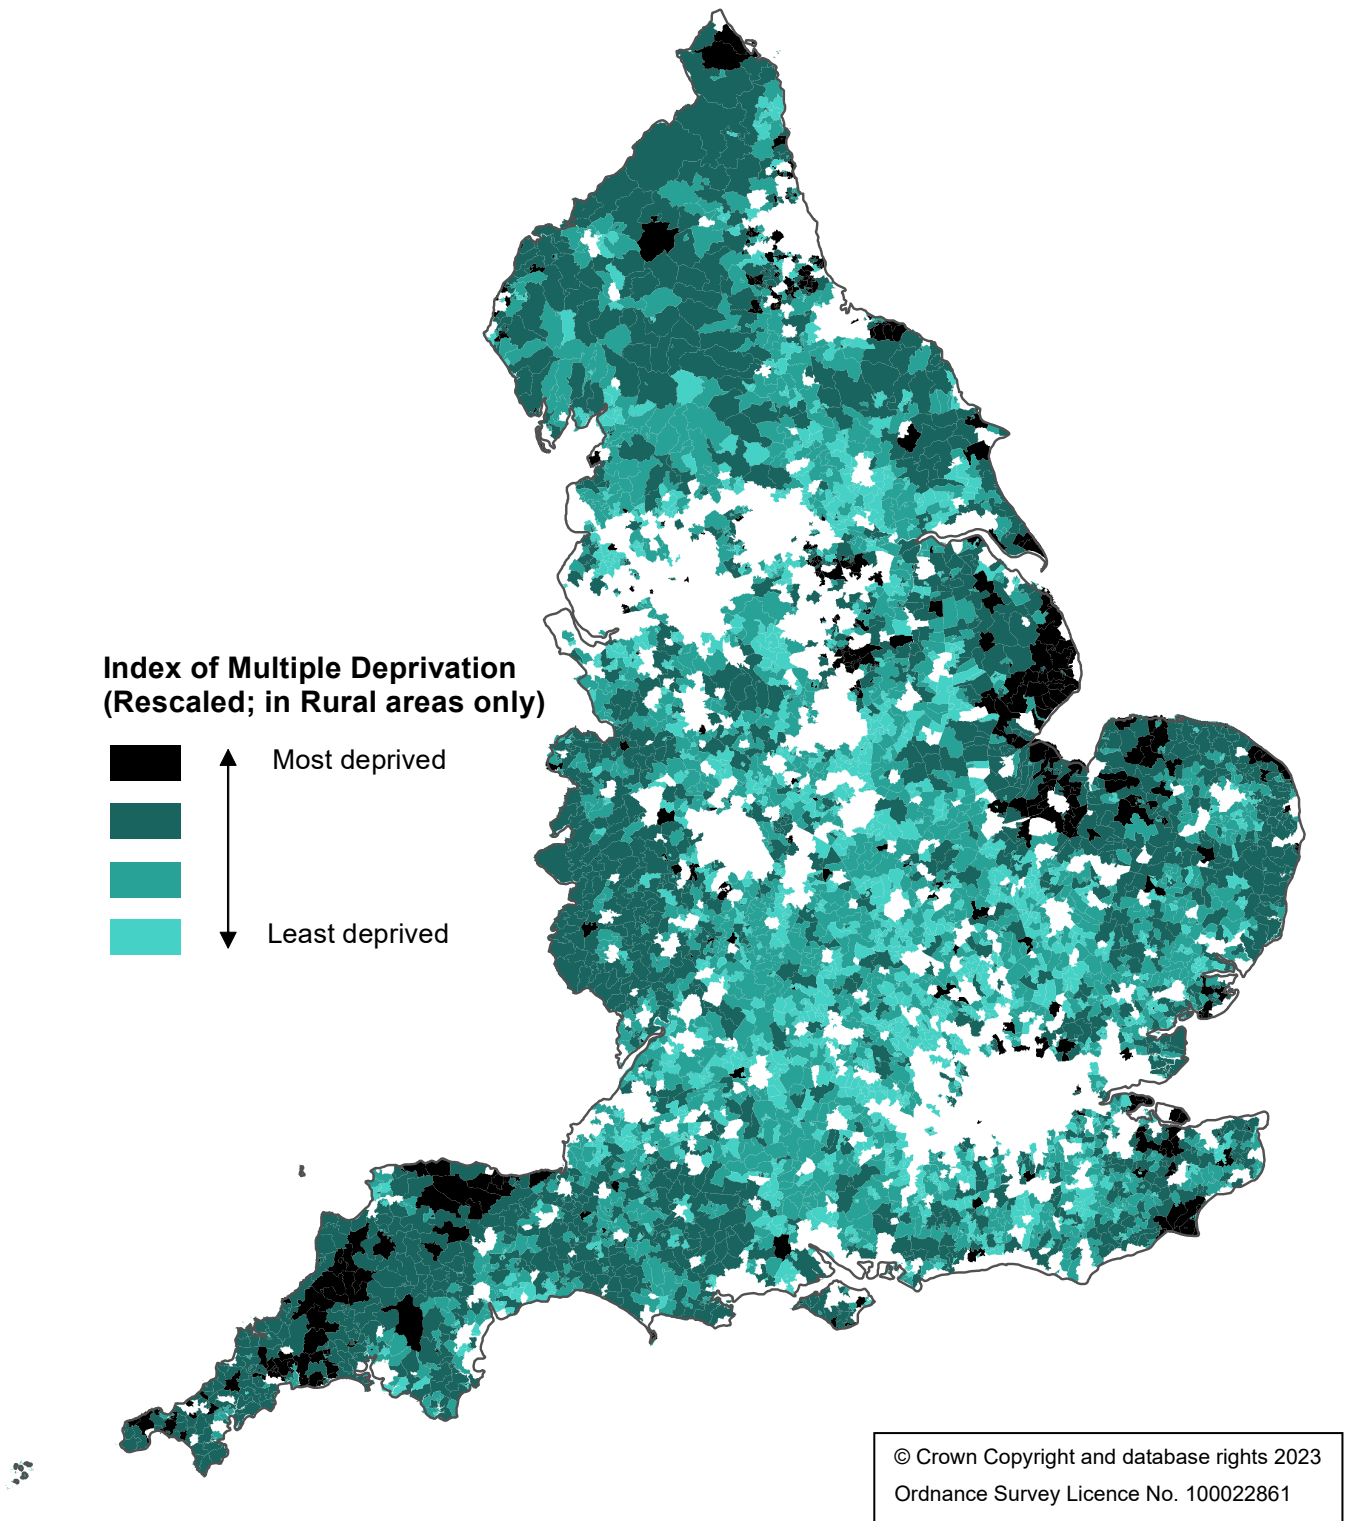 Index of Multiple Deprivation
(Rescaled; in Rural areas only)
Most deprived
Least deprived
© Crown Copyright and database rights 2023
Ordnance Survey Licence No. 100022861